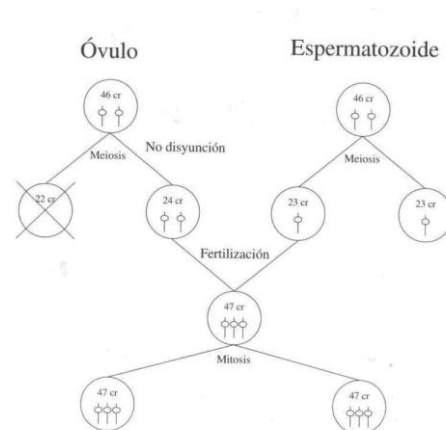 Óvulo
Espermatozoide
46 cr
46 cr
Meiosis
No disyunción
Meiosis
22 cr
24 cr
23 cr
23 cr
Fertilización
47 cr
Mitosis
47 cr
47 cr